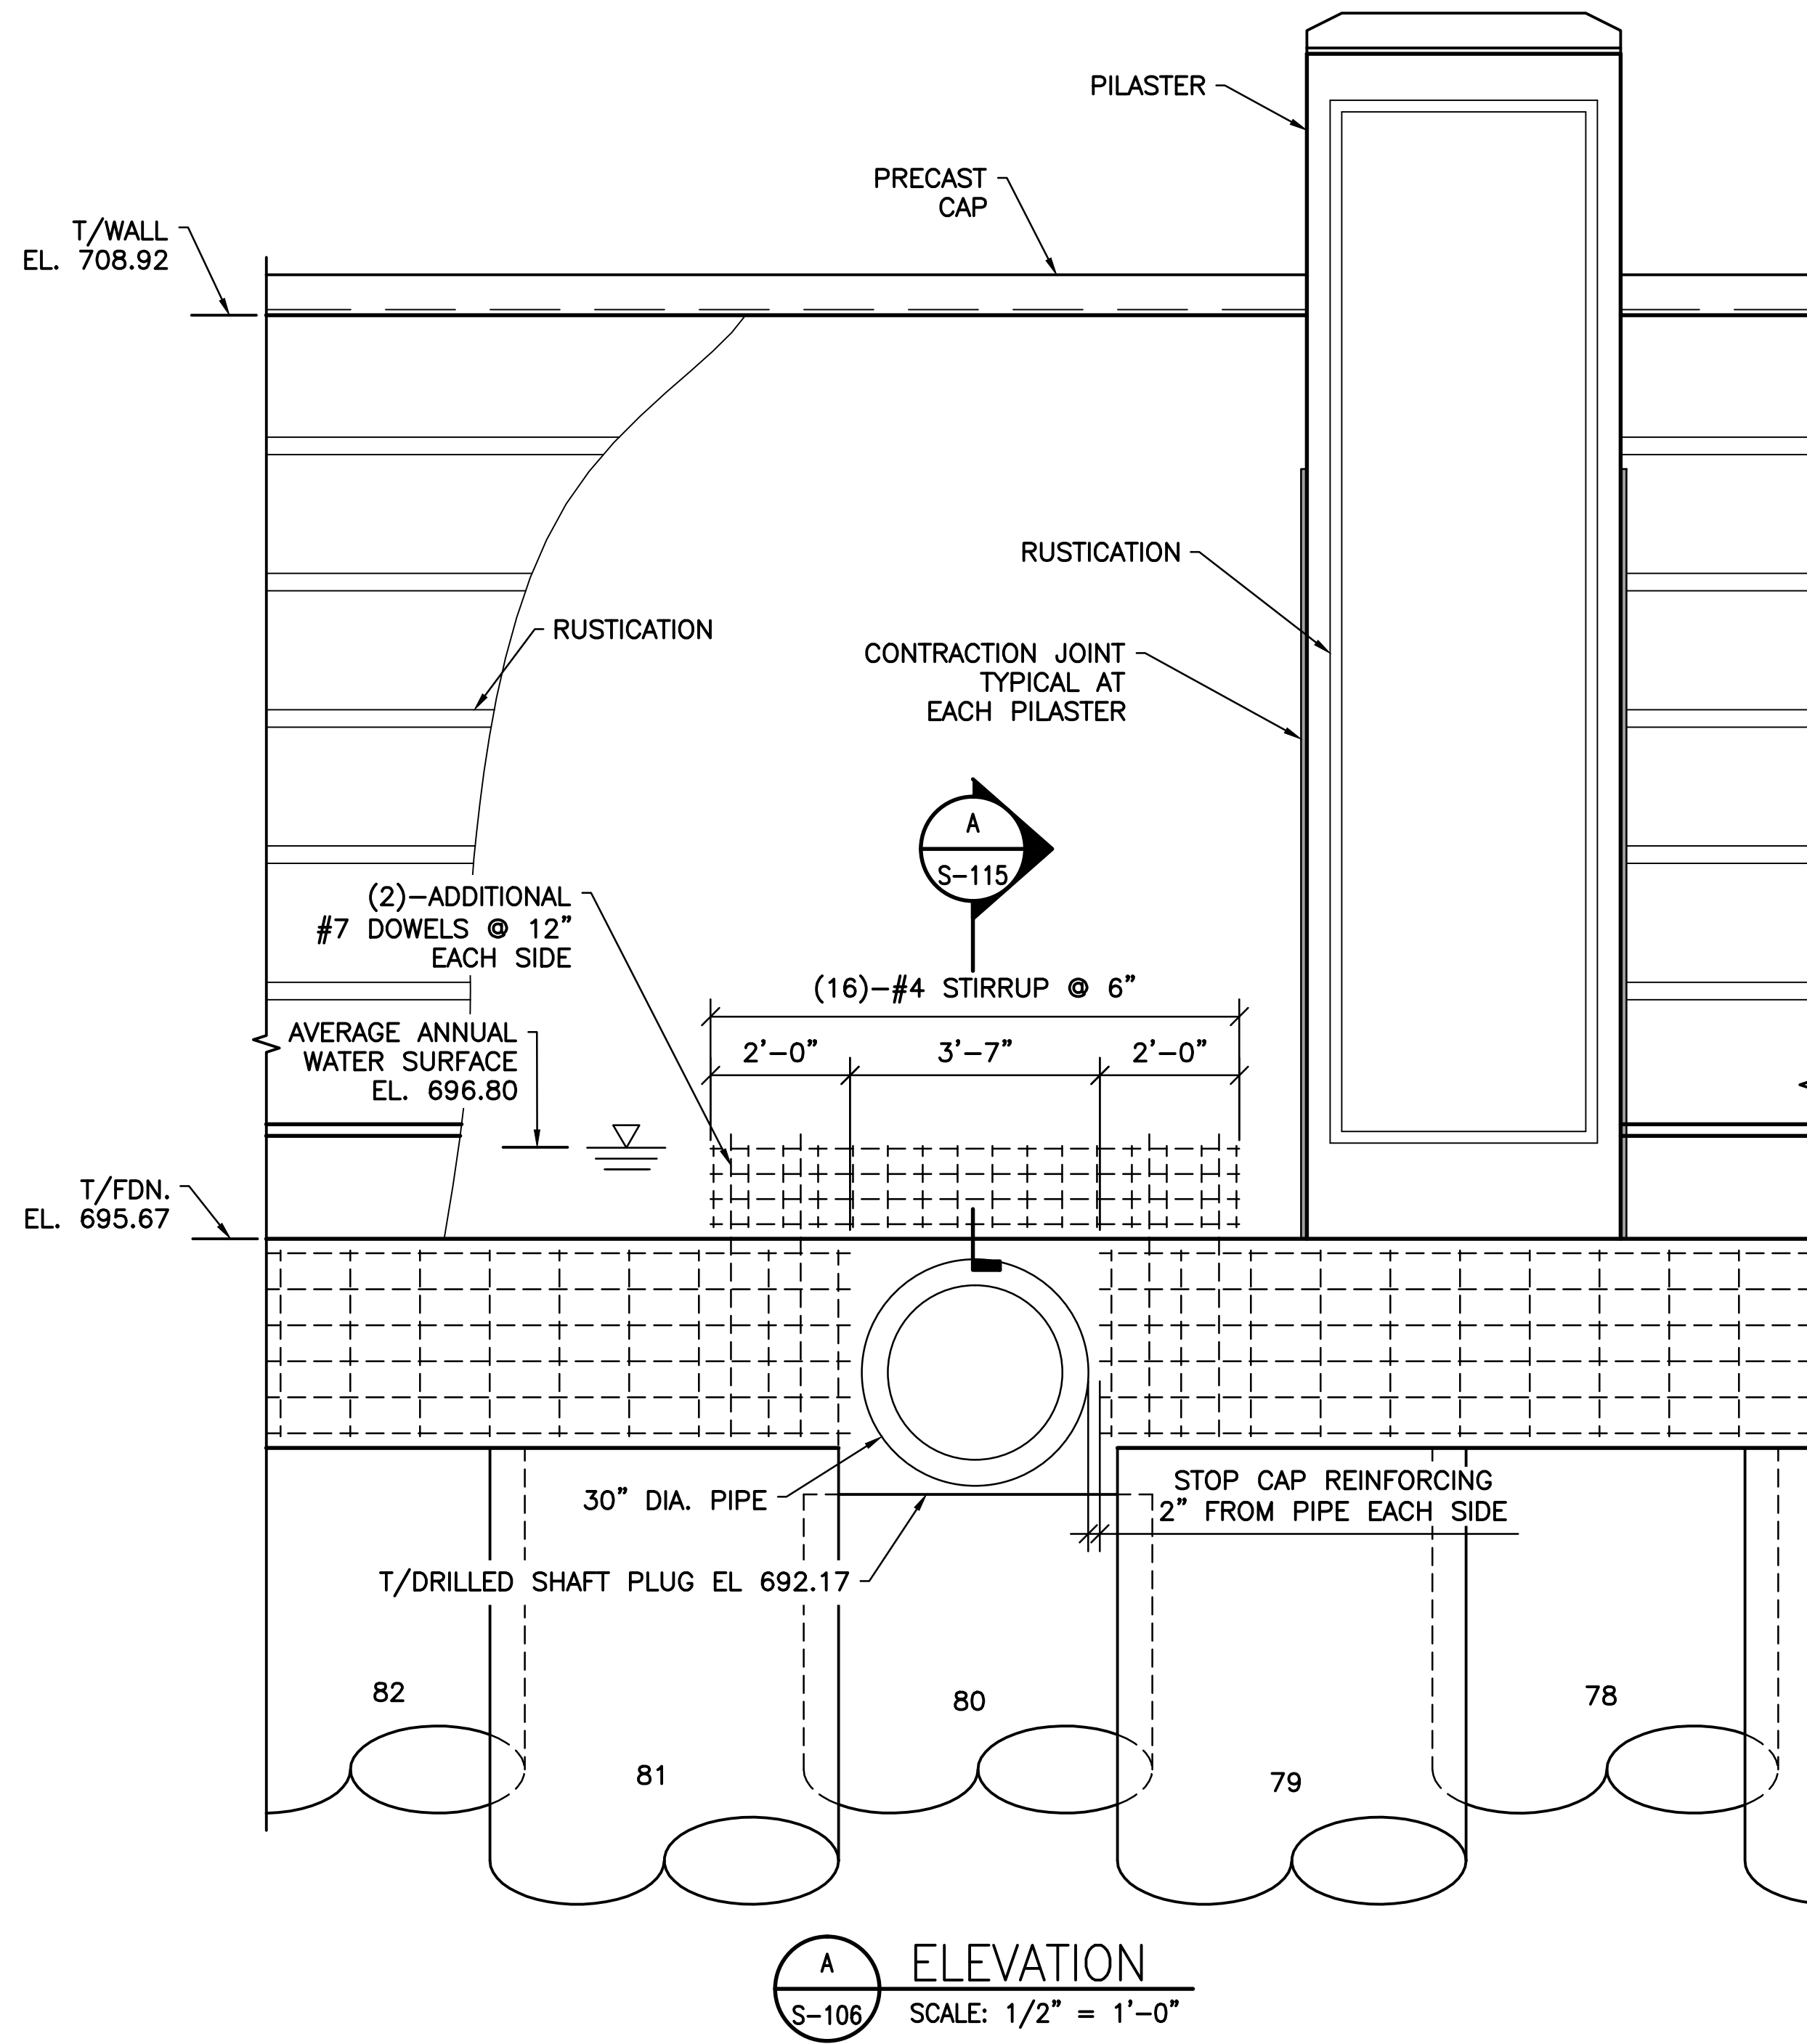 PILASTER
PRECAST
CAP
T/WALL
EL. 708.92
RUSTICATION
RUSTICATION
CONTRACTION JOINT
TYPICAL AT
EACH PILASTER
A
S-115
(2)-ADDITIONAL
#7 DOWELS @ 12"
EACH SIDE
(16)-#4 STIRRUP @ 6"
AVERAGE ANNUAL
WATER SURFACE
EL. 696.80
2'-0" 3'-7" 2'-0"
T/FDN.
EL. 695.67
30" DIA. PIPE
STOP CAP REINFORCING
2" FROM PIPE EACH SIDE
T/DRILLED SHAFT PLUG EL 692.17
82
80
78
81
79
A
S-106
ELEVATION
SCALE: 1/2" = 1'-0"